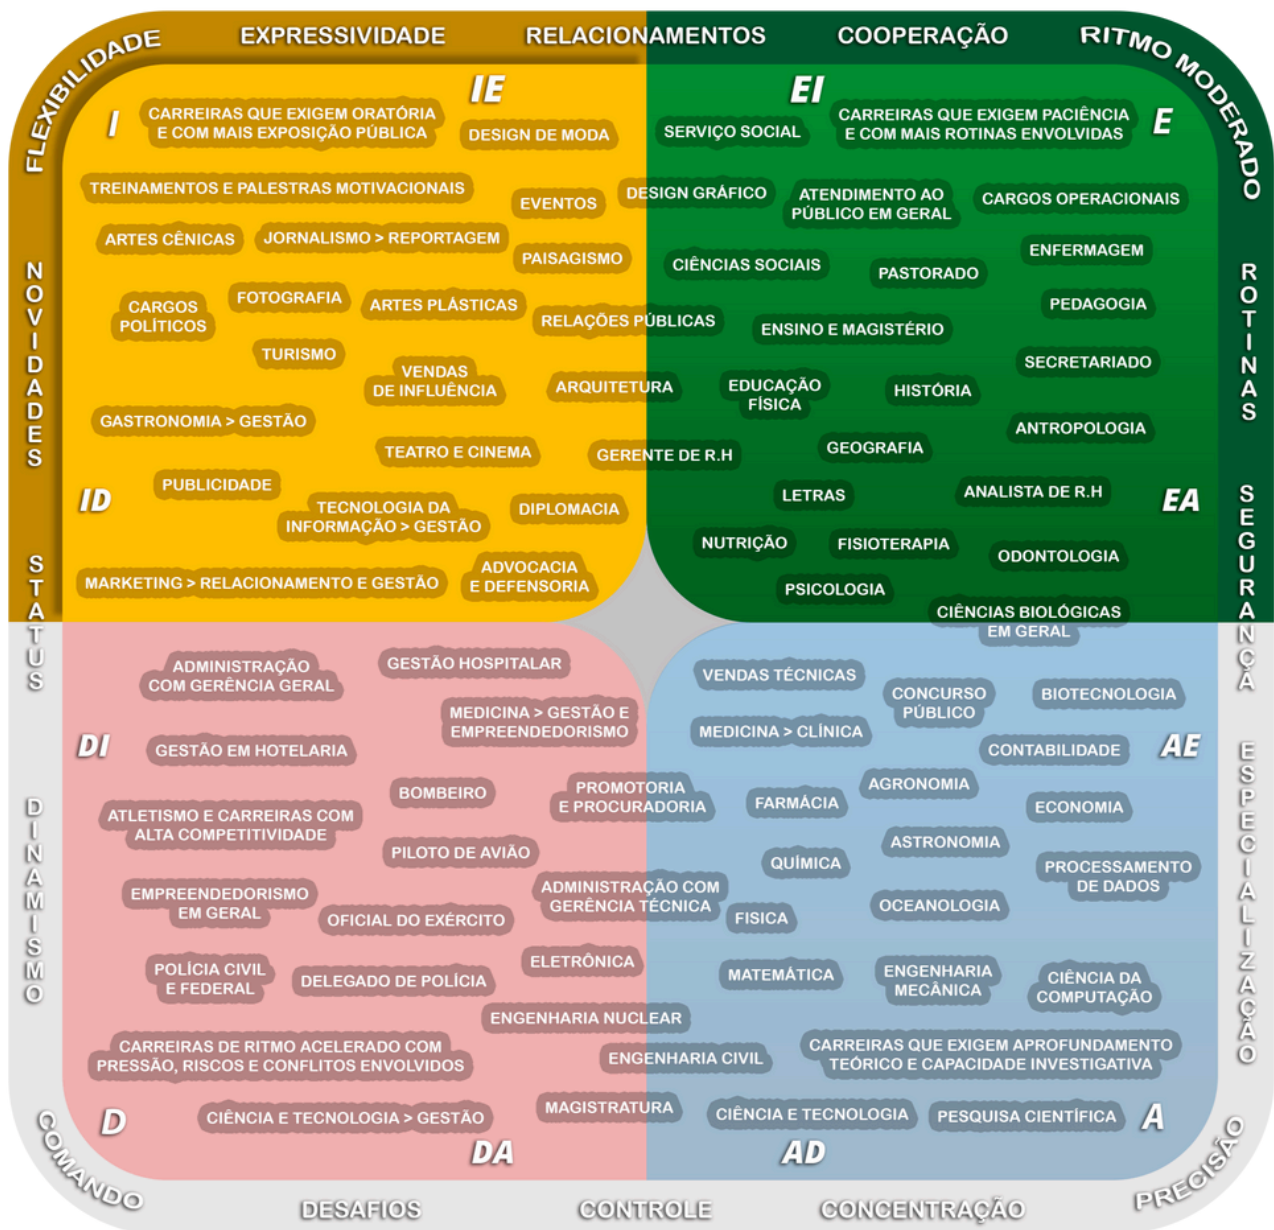 FLEXIBILIDADE
EXPRESSIVIDADE
RELACIONAMENTOS
COOPERAÇÃO
RITMO MODERADO
NOVIDADES
STATUS
DINAMISMO
COMANDO
ROTINAS
SEGURANÇA
ESPECIALIZAÇÃO
PRECISÃO
I
CARREIRAS QUE EXIGEM ORATÓRIA
E COM MAIS EXPOSIÇÃO PÚBLICA
IE
DESIGN DE MODA
TREINAMENTOS E PALESTRAS MOTIVACIONAIS
EVENTOS
ARTES CÊNICAS
JORNALISMO > REPORTAGEM
PAISAGISMO
CARGOS
POLÍTICOS
FOTOGRAFIA
ARTES PLÁSTICAS
RELAÇÕES PÚBLICAS
TURISMO
VENDAS
DE INFLUÊNCIA
ARQUITETURA
GASTRONOMIA > GESTÃO
TEATRO E CINEMA
GERENTE DE R.H
ID
PUBLICIDADE
TECNOLOGIA DA
INFORMAÇÃO > GESTÃO
DIPLOMACIA
MARKETING > RELACIONAMENTO E GESTÃO
ADVOCACIA
E DEFENSORIA
EI
SERVIÇO SOCIAL
CARREIRAS QUE EXIGEM PACIÊNCIA
E COM MAIS ROTINAS ENVOLVIDAS
E
DESIGN GRÁFICO
ATENDIMENTO AO
PÚBLICO EM GERAL
CARGOS OPERACIONAIS
CIÊNCIAS SOCIAIS
PASTORADO
ENFERMAGEM
PEDAGOGIA
ENSINO E MAGISTÉRIO
SECRETARIADO
EDUCAÇÃO
FÍSICA
HISTÓRIA
ANTROPOLOGIA
GEOGRAFIA
LETRAS
ANALISTA DE R.H
EA
NUTRIÇÃO
FISIOTERAPIA
ODONTOLOGIA
PSICOLOGIA
CIÊNCIAS BIOLÓGICAS
EM GERAL
ADMINISTRAÇÃO
COM GERÊNCIA GERAL
GESTÃO HOSPITALAR
MEDICINA > GESTÃO E
EMPREENDEDORISMO
DI
GESTÃO EM HOTELARIA
BOMBEIRO
PROMOTORIA
E PROCURADORIA
ATLETISMO E CARREIRAS COM
ALTA COMPETITIVIDADE
PILOTO DE AVIÃO
EMPREENDEDORISMO
EM GERAL
OFICIAL DO EXÉRCITO
ADMINISTRAÇÃO COM
GERÊNCIA TÉCNICA
POLÍCIA CIVIL
E FEDERAL
DELEGADO DE POLÍCIA
ELETRÔNICA
ENGENHARIA NUCLEAR
CARREIRAS DE RITMO ACELERADO COM
PRESSÃO, RISCOS E CONFLITOS ENVOLVIDOS
ENGENHARIA CIVIL
D
CIÊNCIA E TECNOLOGIA > GESTÃO
MAGISTRATURA
DA
VENDAS TÉCNICAS
CONCURSO
PÚBLICO
BIOTECNOLOGIA
MEDICINA > CLÍNICA
CONTABILIDADE
AE
FARMÁCIA
AGRONOMIA
ECONOMIA
QUÍMICA
ASTRONOMIA
PROCESSAMENTO
DE DADOS
FISICA
OCEANOLOGIA
MATEMÁTICA
ENGENHARIA
MECÂNICA
CIÊNCIA DA
COMPUTAÇÃO
CARREIRAS QUE EXIGEM APROFUNDAMENTO
TEÓRICO E CAPACIDADE INVESTIGATIVA
CIÊNCIA E TECNOLOGIA
PESQUISA CIENTÍFICA
A
AD
DESAFIOS
CONTROLE
CONCENTRAÇÃO